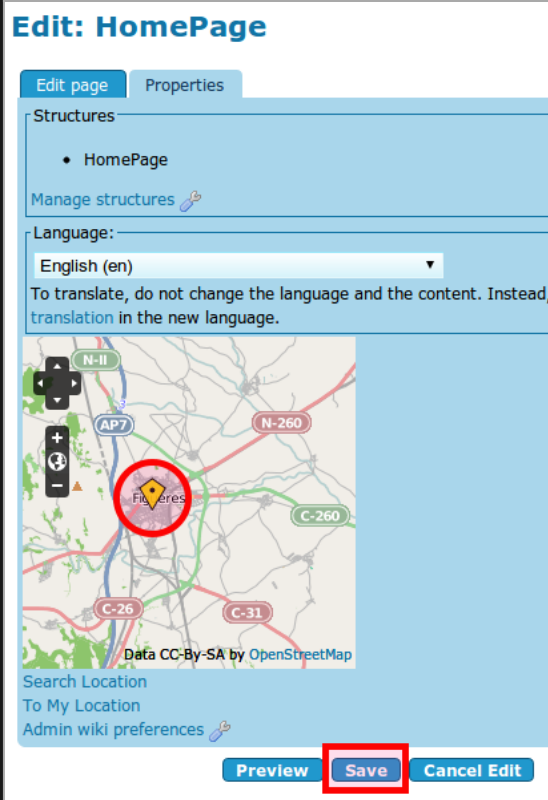 Edit: HomePage
Edit page Properties
Structures
HomePage
Manage structures
Language:
English (en)
To translate, do not change the language and the content. Instead,
translation in the new language.
N-II
3
AP7
N-260
C-260
C-26
C-31
Data CC-By-SA by OpenStreetMap
Search Location
To My Location
Admin wiki preferences
Preview Save Cancel Edit